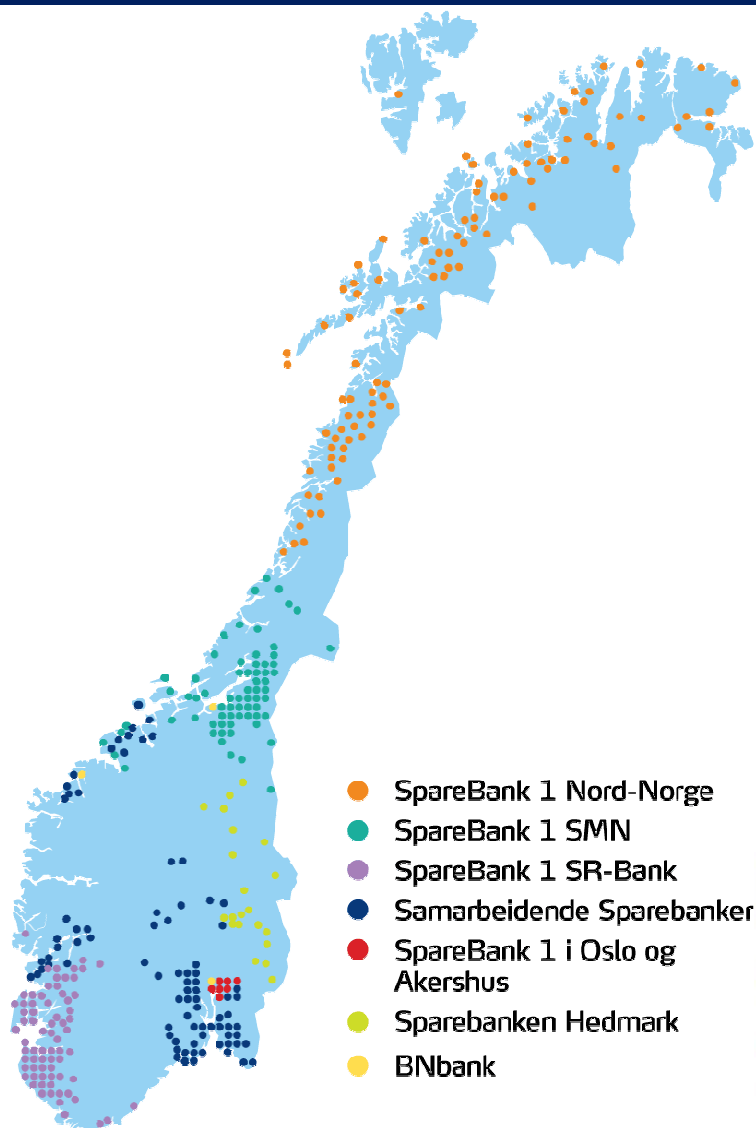 SpareBank 1 Nord-Norge
SpareBank 1 SMN
SpareBank 1 SR-Bank
Samarbeidende Sparebanker
SpareBank 1 i Oslo og
Akershus
Sparebanken Hedmark
BNbank